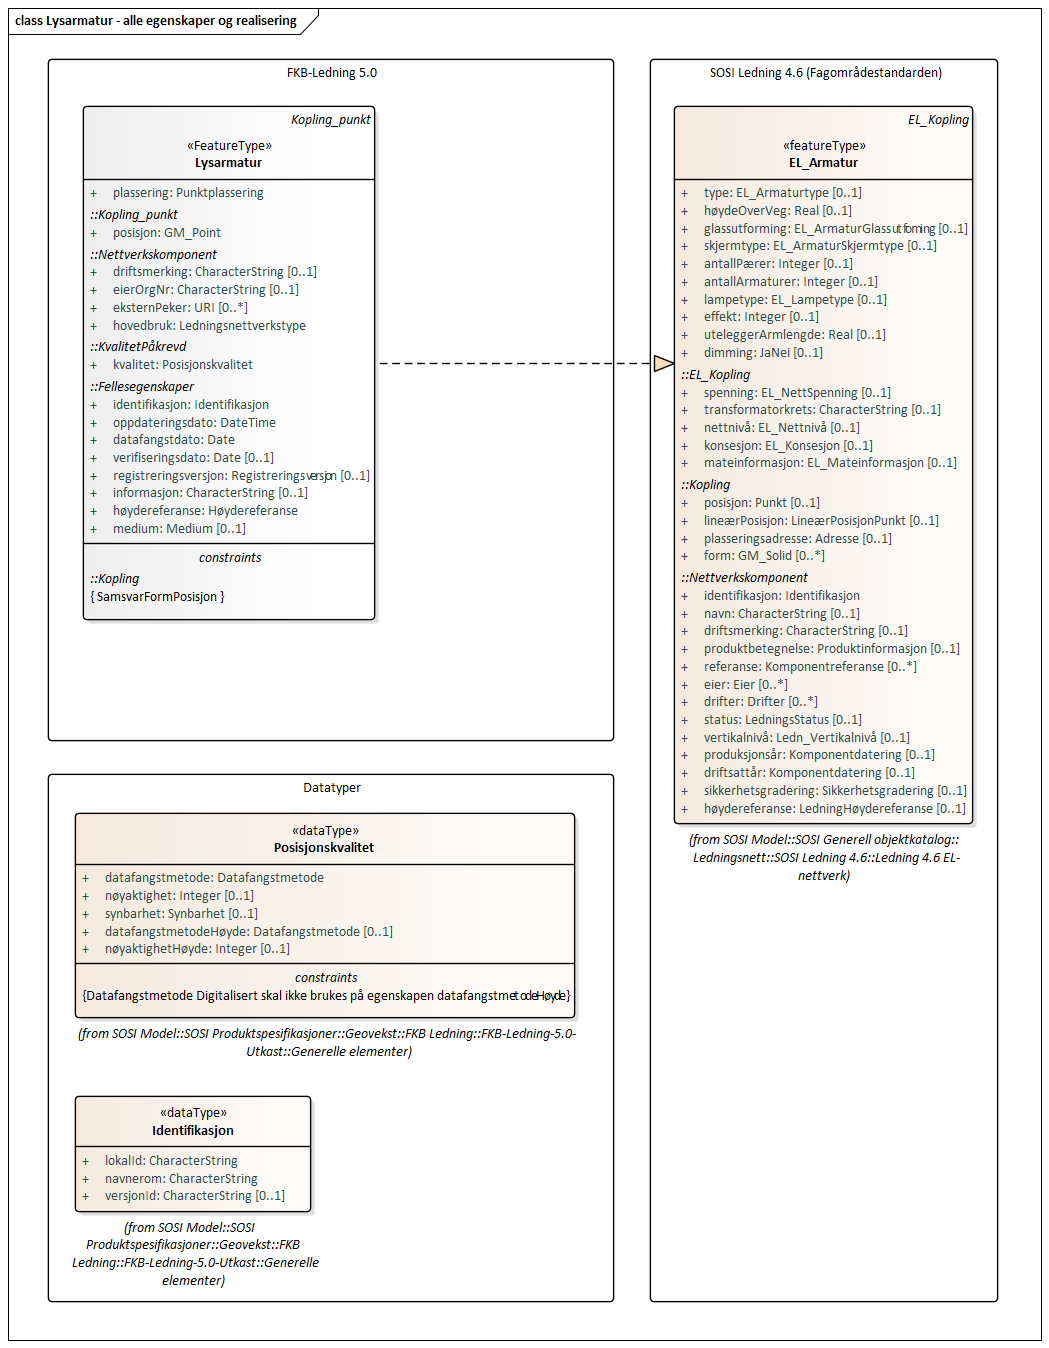 class Lysarmatur - alle egenskaper og realisering
FKB-Ledning 5.0
Kopling_punkt
«FeatureType»
Lysarmatur
+ plassering: Punktplassering
::Kopling_punkt
+ posisjon: GM_Point
::Nettverkskomponent
+ driftsmerking: CharacterString [0..1]
+ eierOrgNr: CharacterString [0..1]
+ eksternPeker: URI [0..*]
+ hovedbruk: Ledningsnettverkstype
::KvalitetPåkrevd
+ kvalitet: Posisjonskvalitet
::Fellesegenskaper
+ identifikasjon: Identifikasjon
+ oppdateringsdato: DateTime
+ datafangstdato: Date
+ verifiseringsdato: Date [0..1]
+ registreringsversjon: Registreringsversjon [0..1]
+ informasjon: CharacterString [0..1]
+ høydereferanse: Høydereferanse
+ medium: Medium [0..1]
constraints
::Kopling
{ SamsvarFormPosisjon }
SOSI Ledning 4.6 (Fagområdestandarden)
EL_Kopling
«featureType»
EL_Armatur
+ type: EL_Armaturtype [0..1]
+ høydeOverVeg: Real [0..1]
+ glassutforming: EL_ArmaturGlassutforming [0..1]
+ skjermtype: EL_ArmaturSkjermtype [0..1]
+ antallPærer: Integer [0..1]
+ antallArmaturer: Integer [0..1]
+ lampetype: EL_Lampetype [0..1]
+ effekt: Integer [0..1]
+ uteleggerArmlengde: Real [0..1]
+ dimming: JaNei [0..1]
::EL_Kopling
+ spenning: EL_NettSpenning [0..1]
+ transformatorkrets: CharacterString [0..1]
+ nettnivå: EL_Nettnivå [0..1]
+ konsesjon: EL_Konsesjon [0..1]
+ mateinformasjon: EL_Mateinformasjon [0..1]
::Kopling
+ posisjon: Punkt [0..1]
+ lineærPosisjon: LineærPosisjonPunkt [0..1]
+ plasseringsadresse: Adresse [0..1]
+ form: GM_Solid [0..*]
::Nettverkskomponent
+ identifikasjon: Identifikasjon
+ navn: CharacterString [0..1]
+ driftsmerking: CharacterString [0..1]
+ produktbetegnelse: Produktinformasjon [0..1]
+ referanse: Komponentreferanse [0..*]
+ eier: Eier [0..*]
+ drifter: Drifter [0..*]
+ status: LedningsStatus [0..1]
+ vertikalnivå: Ledn_Vertikalnivå [0..1]
+ produksjonsår: Komponentdatering [0..1]
+ driftsattår: Komponentdatering [0..1]
+ sikkerhetsgradering: Sikkerhetsgradering [0..1]
+ høydereferanse: LedningHøydereferanse [0..1]
(from SOSI Model::SOSI Generell objektkatalog::
Ledningsnett::SOSI Ledning 4.6::Ledning 4.6 EL-
nettverk)
Datatyper
«dataType»
Posisjonskvalitet
+ datafangstmetode: Datafangstmetode
+ nøyaktighet: Integer [0..1]
+ synbarhet: Synbarhet [0..1]
+ datafangstmetodeHøyde: Datafangstmetode [0..1]
+ nøyaktighetHøyde: Integer [0..1]
constraints
{Datafangstmetode Digitalisert skal ikke brukes på egenskapen datafangstmetodeHøyde}
(from SOSI Model::SOSI Produktspesifikasjoner::Geovekst::FKB Ledning::FKB-Ledning-5.0-
Utkast::Generelle elementer)
«dataType»
Identifikasjon
+ lokalId: CharacterString
+ navnerom: CharacterString
+ versjonId: CharacterString [0..1]
(from SOSI Model::SOSI
Produktspesifikasjoner::Geovekst::FKB
Ledning::FKB-Ledning-5.0-Utkast::Generelle
elementer)